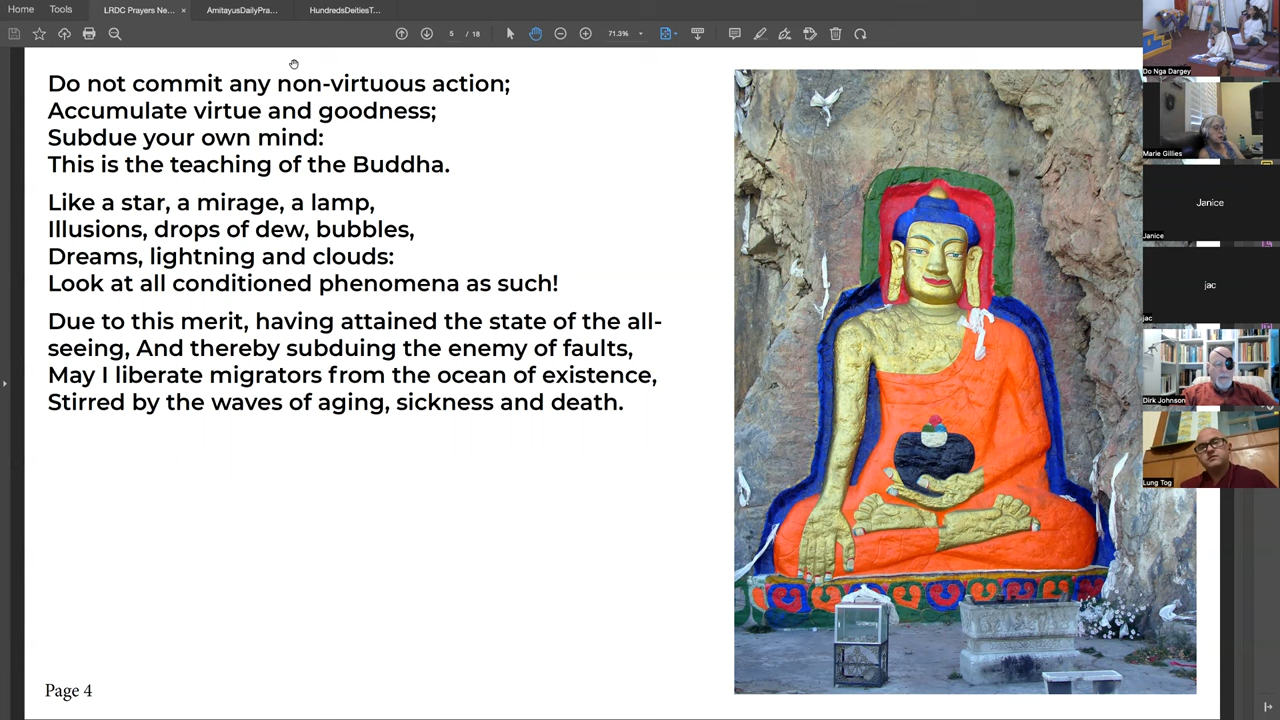 Home
Tools
LRDC Prayers Ne...
×
AmitayusDailyPra...
HundredsDeitiesT...
5 / 18
71.3%
Do not commit any non-virtuous action;
Accumulate virtue and goodness;
Subdue your own mind:
This is the teaching of the Buddha.
Like a star, a mirage, a lamp,
Illusions, drops of dew, bubbles,
Dreams, lightning and clouds:
Look at all conditioned phenomena as such!
Due to this merit, having attained the state of the all-
seeing, And thereby subduing the enemy of faults,
May I liberate migrators from the ocean of existence,
Stirred by the waves of aging, sickness and death.
Page 4
Do Nga Dargey
Marie Gillies
Janice
Janice
jac
jac
Dirk Johnson
Lung Tog